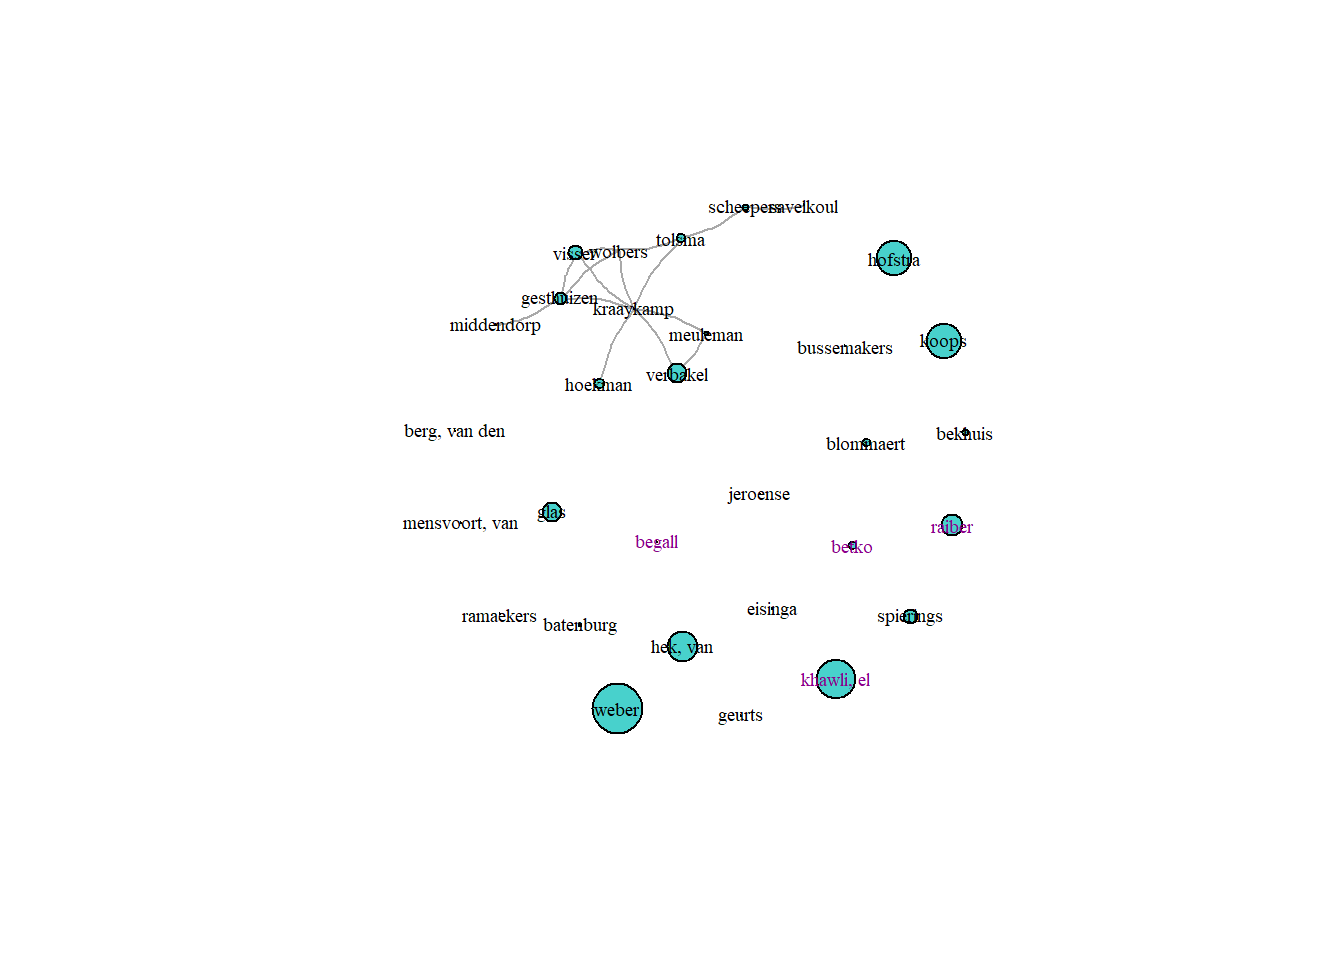 scheepers
savelkoul
tolsma
visser
wolbers
hofstra
gesthuizen
kraaykamp
middendorp
meuleman
koops
bussemakers
verbakel
hoekman
berg, van den
bekhuis
blommaert
jeroense
glas
mensvoort, van
raiber
begall
betko
eisinga
ramaekers
spierings
batenburg
hek, van
khawli, el
weber
geurts